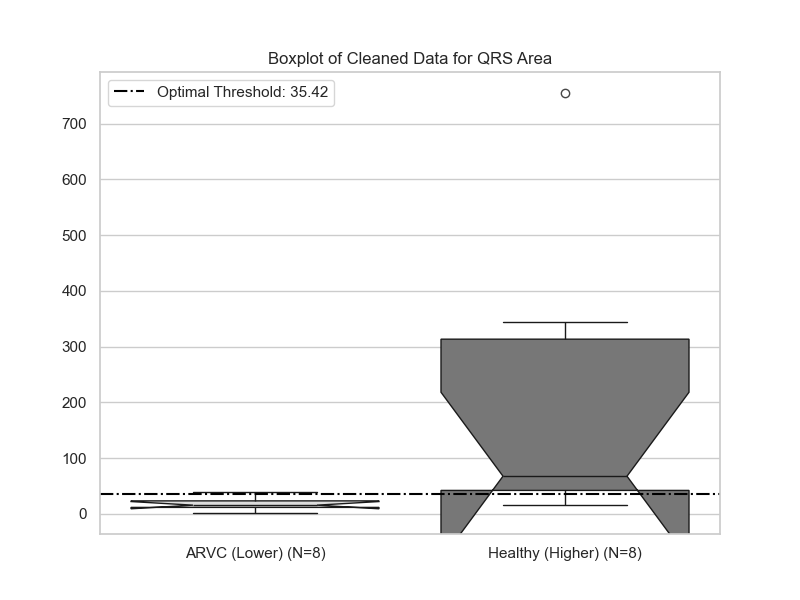 Boxplot of Cleaned Data for QRS Area
Optimal Threshold: 35.42
700
600
500
400
300
200
100
0
ARVC (Lower) (N=8)
Healthy (Higher) (N=8)